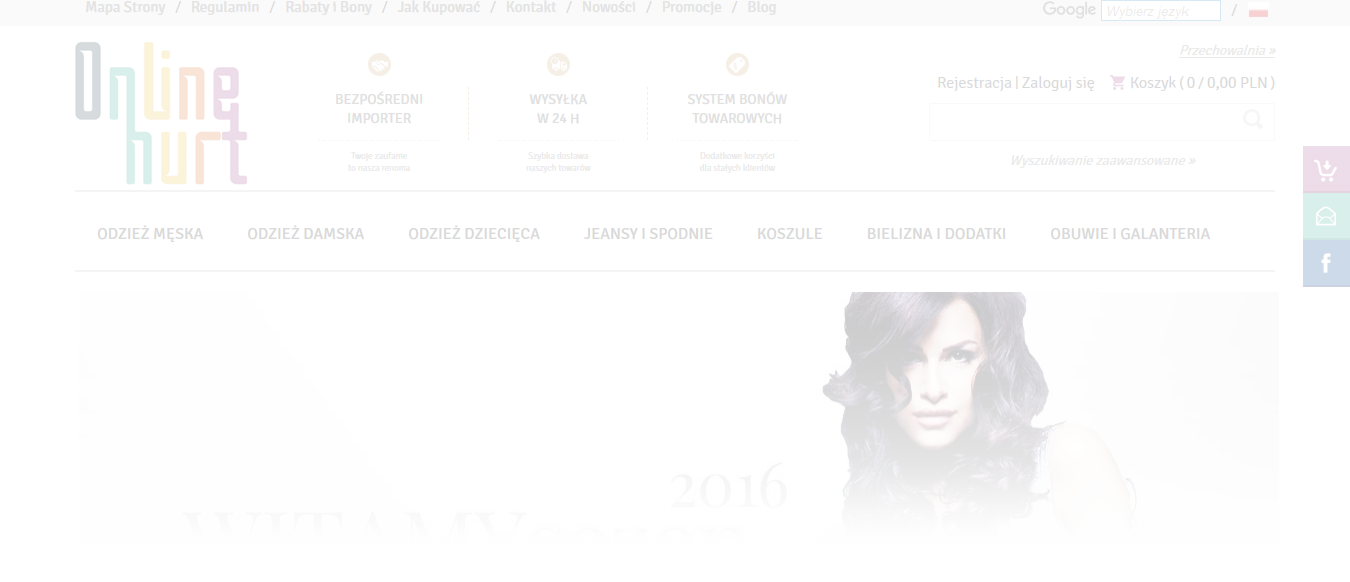 Mapa Strony / Regulamin / Rabaty i Bony / Jak Kupować / Kontakt / Nowości / Promocje / Blog
Google Wybierz język /
Przechowalnia »
Online
hurt
BEZPOŚREDNI
IMPORTER
Twoje zaufanie
to nasza renoma
WYSYŁKA
W 24 H
Szybka dostawa
naszych towarów
SYSTEM BONÓW
TOWAROWYCH
Dodatkowe korzyści
dla stałych klientów
Rejestracja | Zaloguj się Koszyk ( 0 / 0,00 PLN )
Wyszukiwanie zaawansowane »
ODZIEŻ MĘSKA ODZIEŻ DAMSKA ODZIEŻ DZIECIĘCA JEANSY I SPODNIE KOSZULE BIELIZNA I DODATKI OBUWIE I GALANTERIA
f
2016
WITAMY